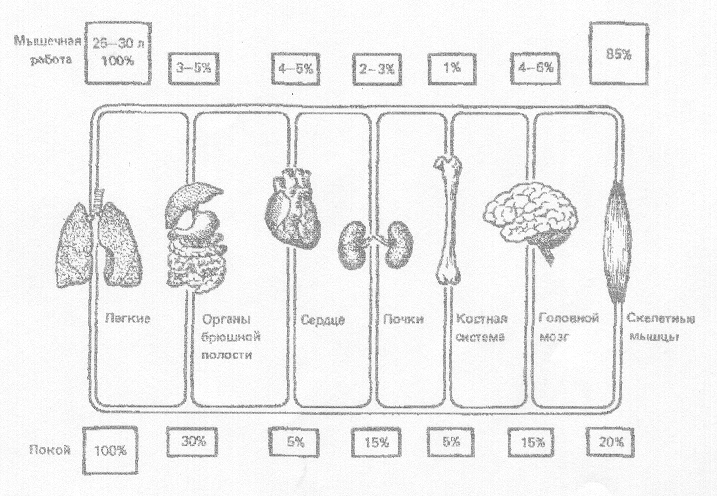 Мышечная
работа
25—30 л
100%
3—5%
4—5%
2—3%
1%
4—6%
85%
Легкие
Органы
брюшной
полости
Сердце
Почки
Костная
система
Головной
мозг
Скелетные
мышцы
Покой
100%
30%
5%
15%
5%
15%
20%